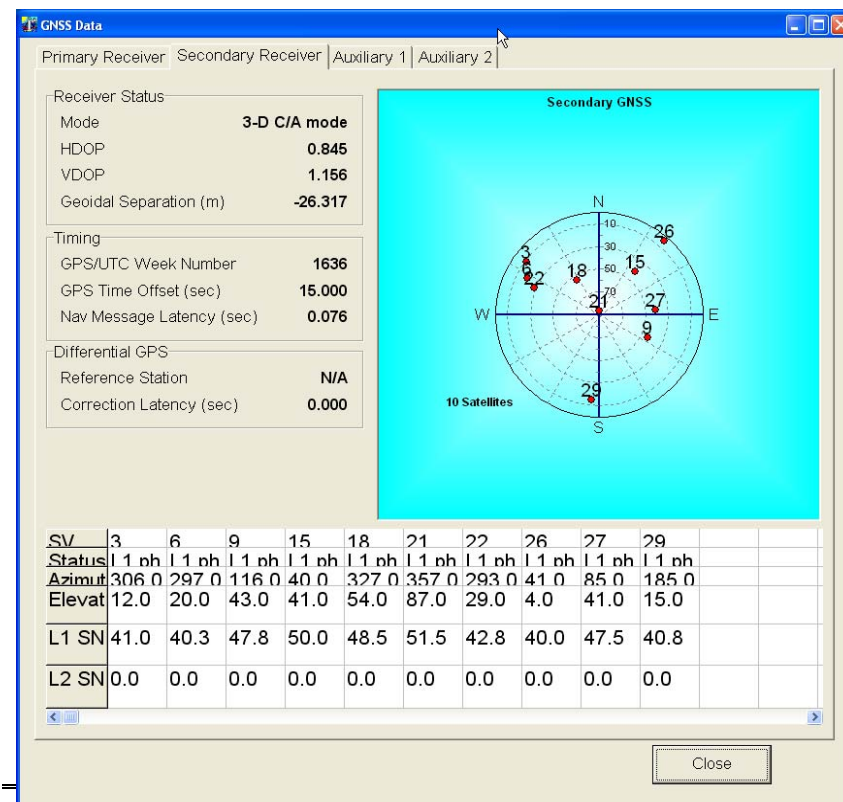 GNSS Data
Primary Receiver Secondary Receiver Auxiliary 1 Auxiliary 2
Receiver Status
Mode 3-D C/A mode
HDOP 0.845
VDOP 1.156
Geoidal Separation (m) -26.317
Timing
GPS/UTC Week Number 1636
GPS Time Offset (sec) 15.000
Nav Message Latency (sec) 0.076
Differential GPS
Reference Station N/A
Correction Latency (sec) 0.000
Secondary GNSS
N
10
26
30
3
15
6
18
50
22
70
21
27
W
E
9
29
10 Satellites
S
SV 3 6 9 15 18 21 22 26 27 29
Status L1 ph L1 ph L1 ph L1 ph L1 ph L1 ph L1 ph L1 ph L1 ph L1 ph
Azimut 306.0 297.0 116.0 40.0 327.0 357.0 293.0 41.0 85.0 185.0
Elevat 12.0 20.0 43.0 41.0 54.0 87.0 29.0 4.0 41.0 15.0
L1 SN 41.0 40.3 47.8 50.0 48.5 51.5 42.8 40.0 47.5 40.8
L2 SN 0.0 0.0 0.0 0.0 0.0 0.0 0.0 0.0 0.0 0.0
Close